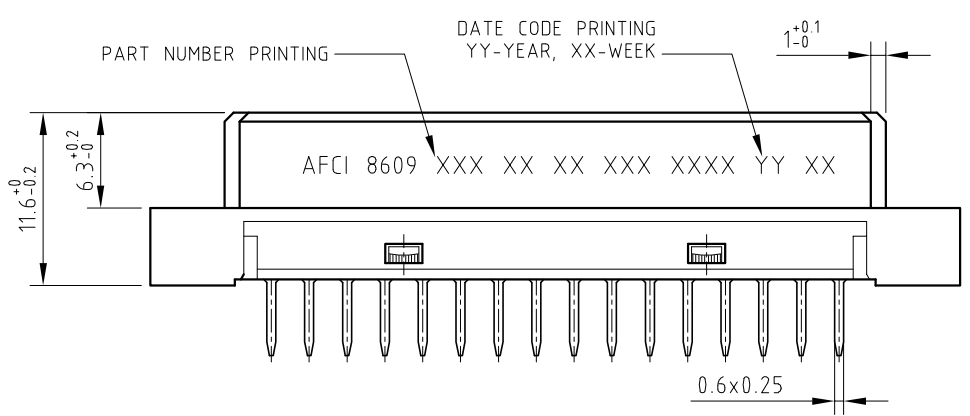 DATE CODE PRINTING
YY-YEAR, XX-WEEK
PART NUMBER PRINTING
1 +0.1 -0
11.6 +0 -0.2
6.3 +0.2 -0
AFCI 8609 XXX XX XX XXX XXXX YY XX
0.6x0.25